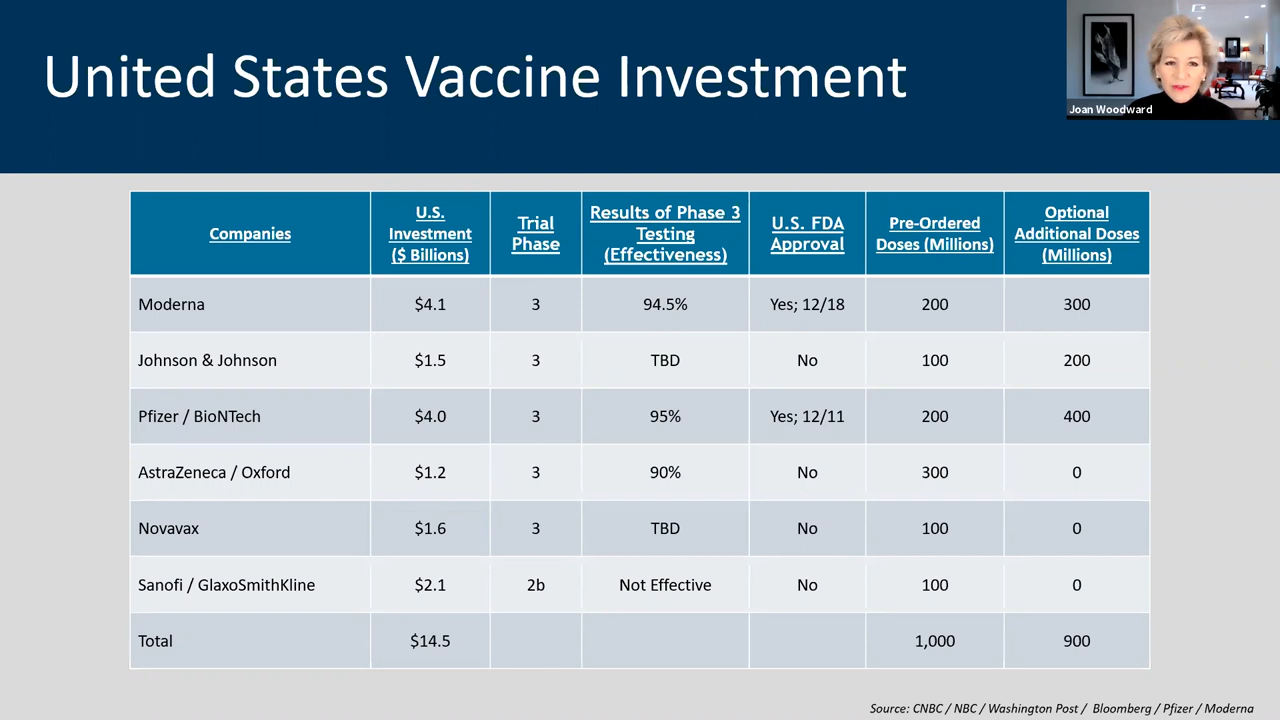 United States Vaccine Investment
Joan Woodward
Companies
U.S.
Investment
($ Billions)
Trial
Phase
Results of Phase 3
Testing
(Effectiveness)
U.S. FDA
Approval
Pre-Ordered
Doses (Millions)
Optional
Additional Doses
(Millions)
Moderna $4.1 3 94.5% Yes; 12/18 200 300
Johnson & Johnson $1.5 3 TBD No 100 200
Pfizer / BioNTech $4.0 3 95% Yes; 12/11 200 400
AstraZeneca / Oxford $1.2 3 90% No 300 0
Novavax $1.6 3 TBD No 100 0
Sanofi / GlaxoSmithKline $2.1 2b Not Effective No 100 0
Total $14.5 1,000 900
Source: CNBC / NBC / Washington Post / Bloomberg / Pfizer / Moderna